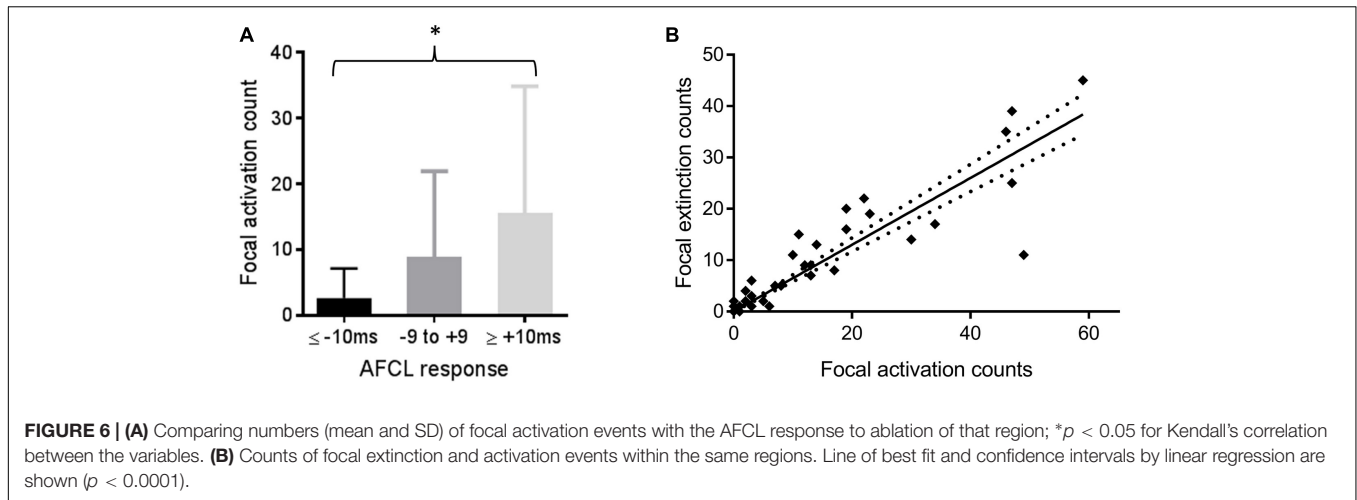 A
*
40
30
20
10
0
Focal activation count
≤ -10ms -9 to +9 ≥ +10ms
AFCL response
B
50
40
30
20
10
0
Focal extinction counts
0 20 40 60
Focal activation counts
FIGURE 6 | (A) Comparing numbers (mean and SD) of focal activation events with the AFCL response to ablation of that region; *p < 0.05 for Kendall's correlation
between the variables. (B) Counts of focal extinction and activation events within the same regions. Line of best fit and confidence intervals by linear regression are
shown (p < 0.0001).